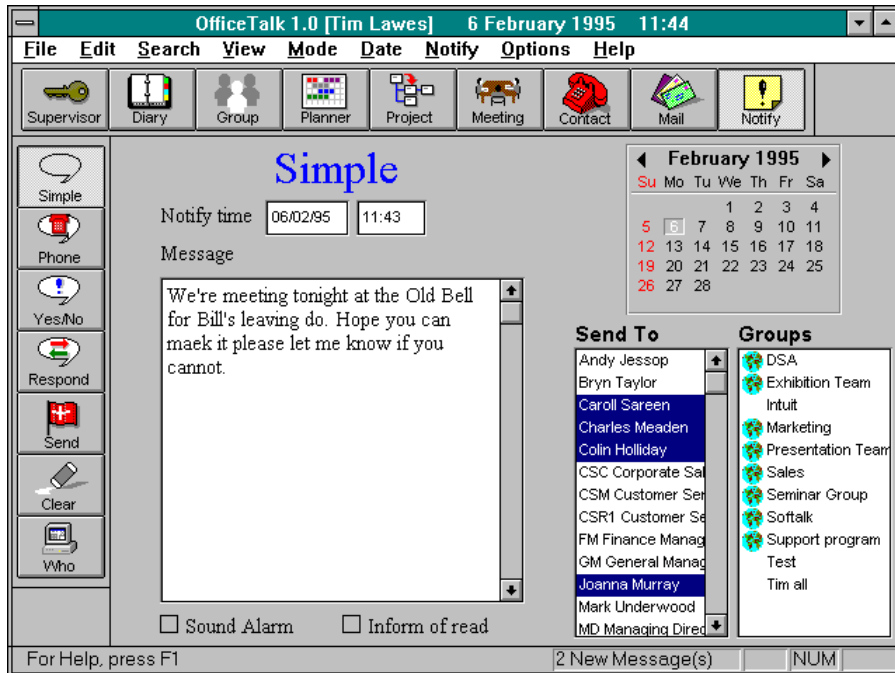 OfficeTalk 1.0 [Tim Lawes] 6 February 1995 11:44
File Edit Search View Mode Date Notify Options Help
Supervisor Diary Group Planner Project Meeting Contact Mail Notify
Simple
Phone
Yes/No
Respond
Send
Clear
Who
Simple
Notify time 06/02/95 11:43
Message
We're meeting tonight at the Old Bell
for Bill's leaving do. Hope you can
maek it please let me know if you
cannot.
Sound Alarm Inform of read
February 1995
Su Mo Tu We Th Fr Sa
1 2 3 4
5 6 7 8 9 10 11
12 13 14 15 16 17 18
19 20 21 22 23 24 25
26 27 28
Send To
Andy Jessop
Bryn Taylor
Caroll Sareen
Charles Meaden
Colin Holliday
CSC Corporate Sal
CSM Customer Ser
CSR1 Customer Se
FM Finance Manag
GM General Manag
Joanna Murray
Mark Underwood
MD Managing Direc
Groups
DSA
Exhibition Team
Intuit
Marketing
Presentation Team
Sales
Seminar Group
Softalk
Support program
Test
Tim all
For Help, press F1 2 New Message(s) NUM